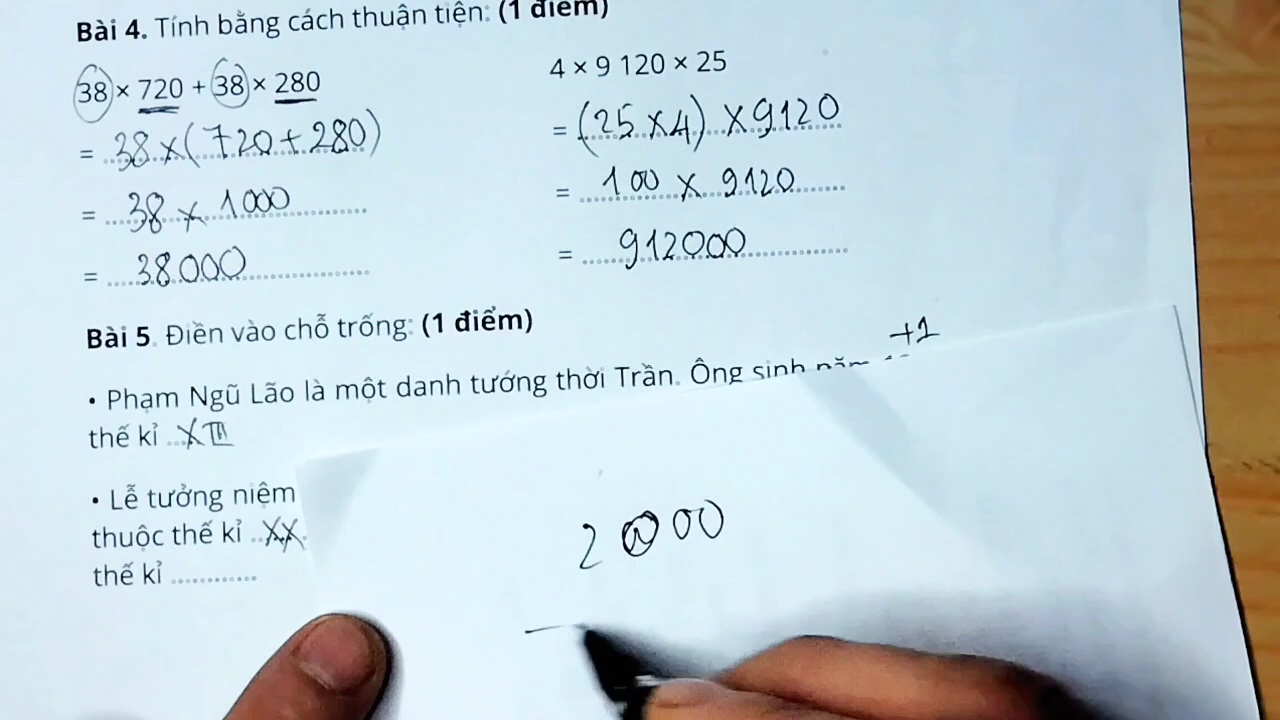 Bài 4. Tính bằng cách thuận tiện: (1 điểm)
38 × 720 + 38 × 280
= 38 × (720 + 280)
= 38 × 1000
= 38000
4 × 9 120 × 25
= (25 × 4) × 9120
= 100 × 9120
= 912000
Bài 5. Điền vào chỗ trống: (1 điểm)
+1
• Phạm Ngũ Lão là một danh tướng thời Trần. Ông sinh năm
thế kỉ XIII
• Lễ tưởng niệm
thuộc thế kỉ ..XX.
thế kỉ ............
2000